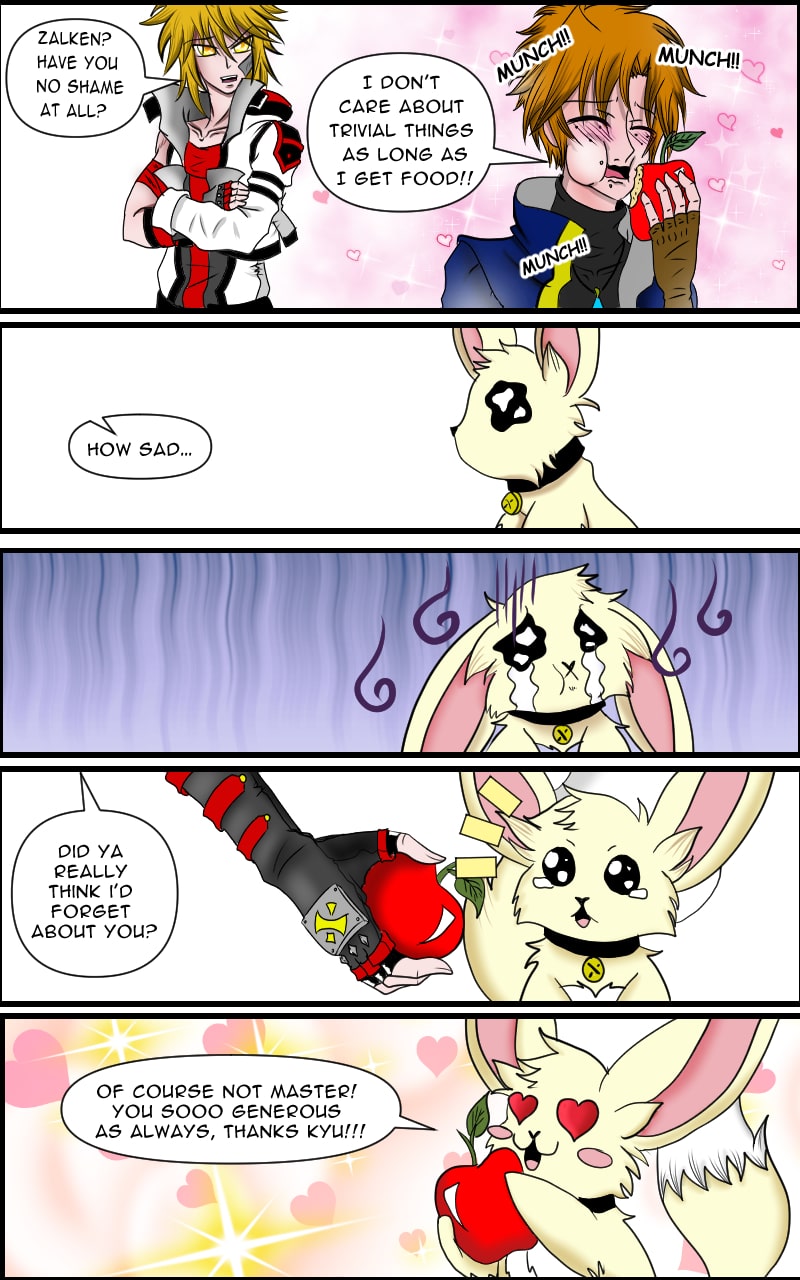 ZALKEN?
HAVE YOU
NO SHAME
AT ALL?
I DON'T
CARE ABOUT
TRIVIAL THINGS
AS LONG AS
I GET FOOD!!
MUNCH!!
MUNCH!!
MUNCH!!
HOW SAD...
DID YA
REALLY
THINK I'D
FORGET
ABOUT YOU?
OF COURSE NOT MASTER!
YOU SOOO GENEROUS
AS ALWAYS, THANKS KYU!!!